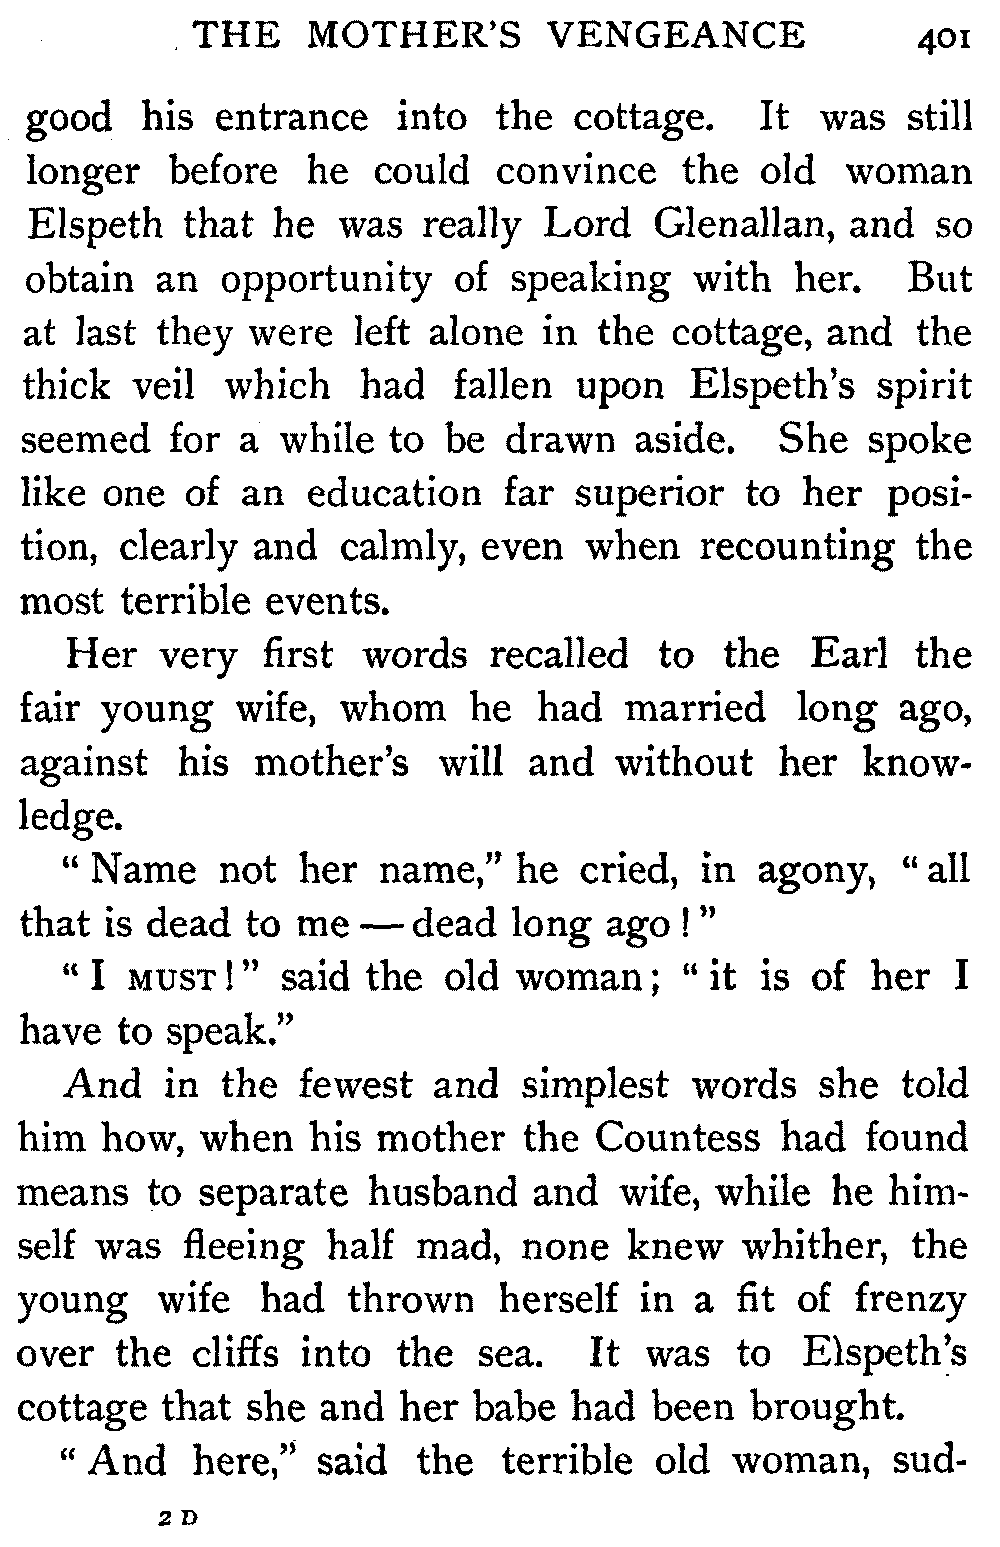 THE MOTHER'S VENGEANCE 401
good his entrance into the cottage. It was still
longer before he could convince the old woman
Elspeth that he was really Lord Glenallan, and so
obtain an opportunity of speaking with her. But
at last they were left alone in the cottage, and the
thick veil which had fallen upon Elspeth's spirit
seemed for a while to be drawn aside. She spoke
like one of an education far superior to her posi-
tion, clearly and calmly, even when recounting the
most terrible events.
Her very first words recalled to the Earl the
fair young wife, whom he had married long ago,
against his mother's will and without her know-
ledge.
“Name not her name,” he cried, in agony, “all
that is dead to me—dead long ago!”
“I MUST!” said the old woman; “it is of her I
have to speak.”
And in the fewest and simplest words she told
him how, when his mother the Countess had found
means to separate husband and wife, while he him-
self was fleeing half mad, none knew whither, the
young wife had thrown herself in a fit of frenzy
over the cliffs into the sea. It was to Elspeth's
cottage that she and her babe had been brought.
“And here,” said the terrible old woman, sud-
2 D